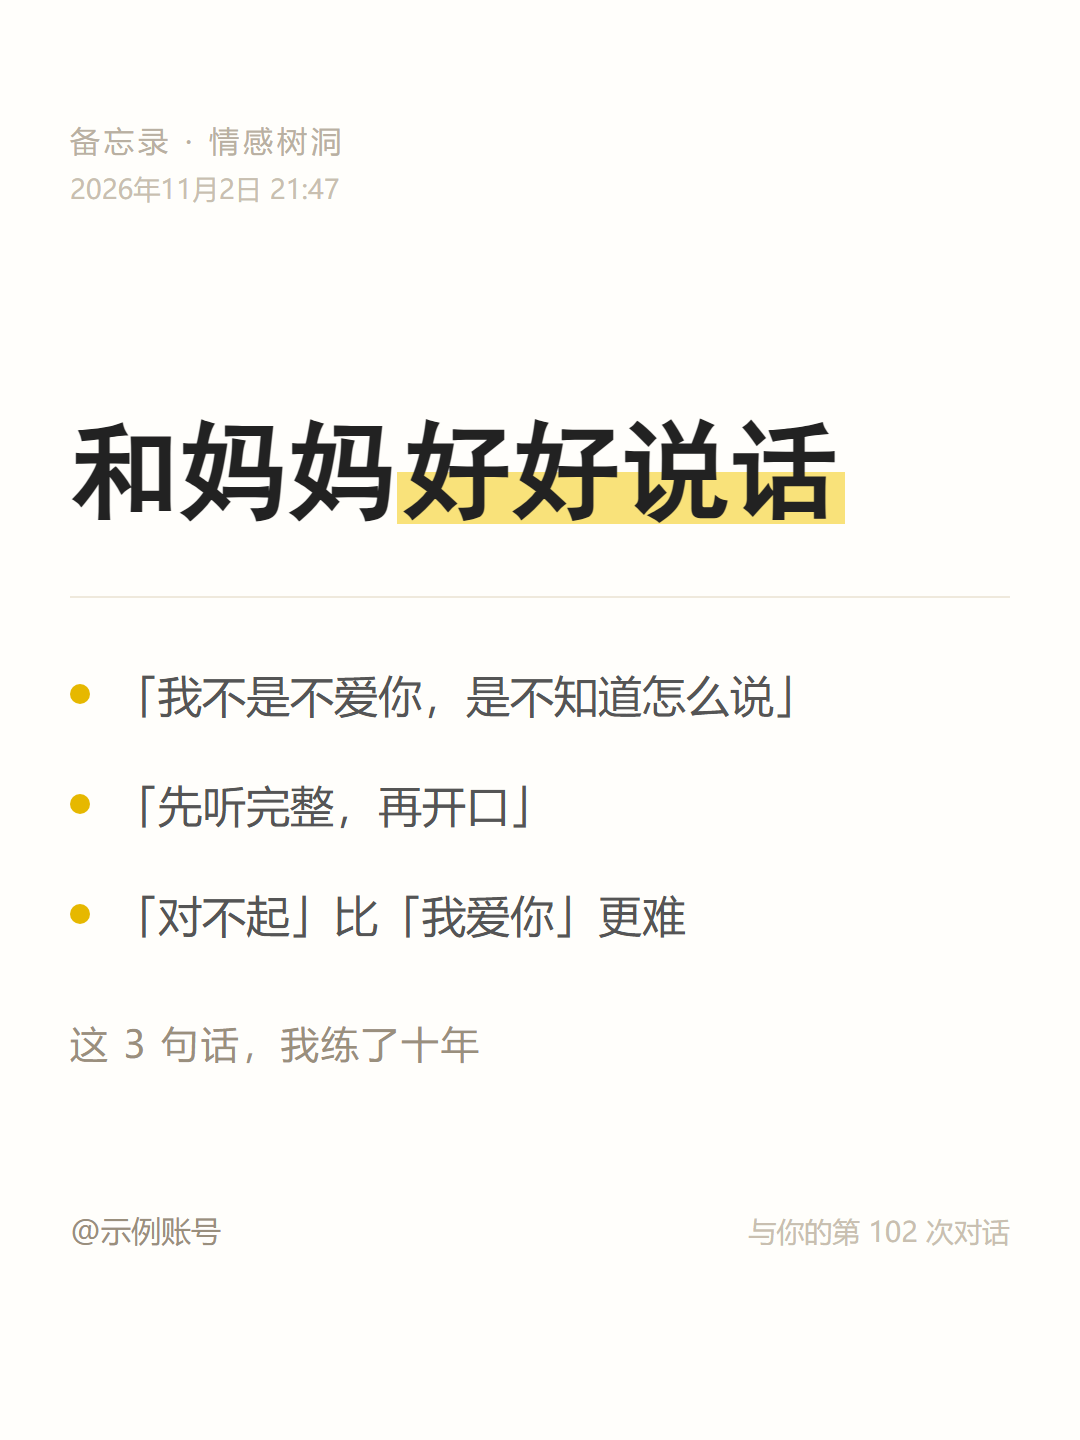 备忘录 · 情感树洞
2026年11月2日 21:47
和妈妈好好说话
「我不是不爱你，是不知道怎么说」
「先听完整，再开口」
「对不起」比「我爱你」更难
这 3 句话，我练了十年
@示例账号
与你的第 102 次对话